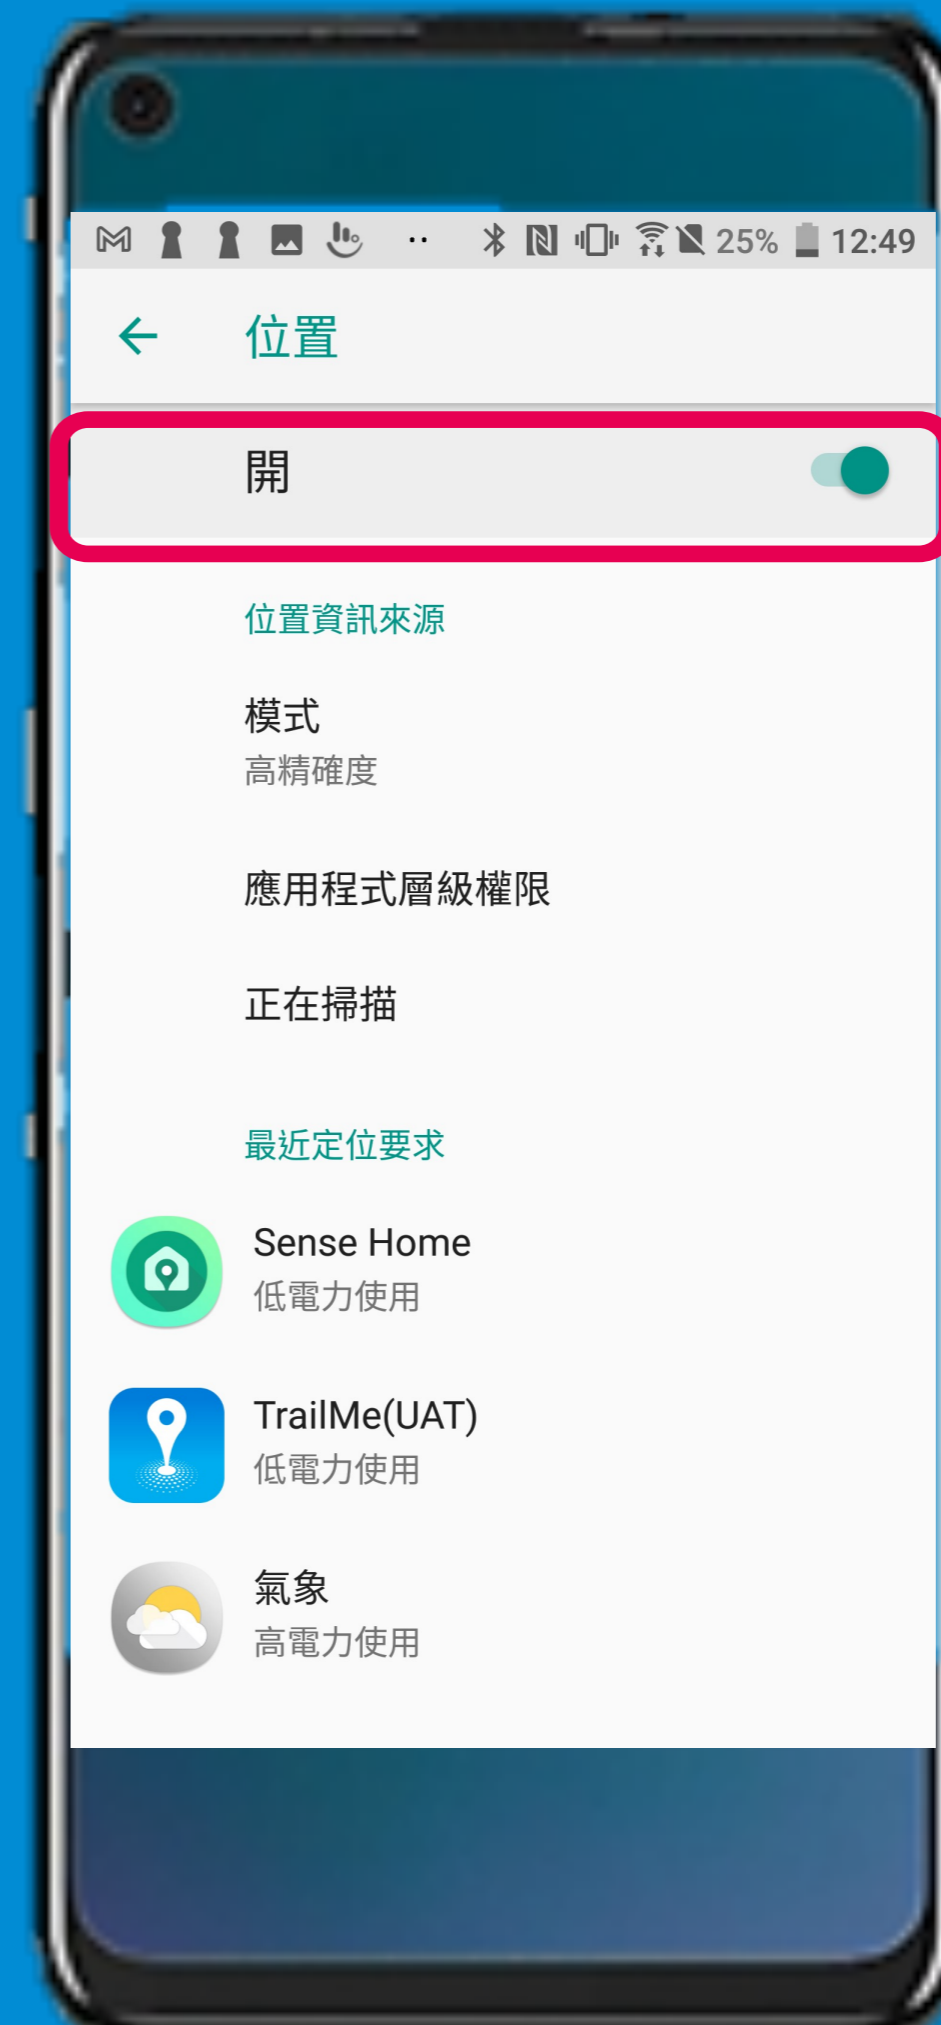 25% 12:49
位置
開
位置資訊來源
模式
高精確度
應用程式層級權限
正在掃描
最近定位要求
Sense Home
低電力使用
TrailMe(UAT)
低電力使用
氣象
高電力使用